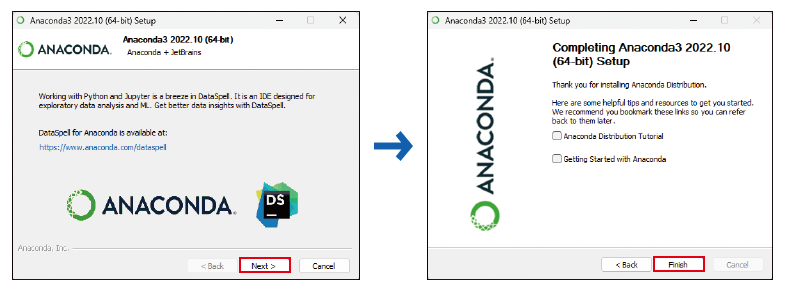 Anaconda3 2022.10 (64-bit) Setup
ANACONDA.
Anaconda3 2022.10 (64-bit)
Anaconda + JetBrains
Working with Python and Jupyter is a breeze in DataSpell. It is an IDE designed for
exploratory data analysis and ML. Get better data insights with DataSpell.
DataSpell for Anaconda is available at:
https://www.anaconda.com/dataspell
ANACONDA.
DS
Anaconda, Inc.
< Back
Next >
Cancel
Anaconda3 2022.10 (64-bit) Setup
ANACONDA.
Completing Anaconda3 2022.10
(64-bit) Setup
Thank you for installing Anaconda Distribution.
Here are some helpful tips and resources to get you started.
We recommend you bookmark these links so you can refer
back to them later.
Anaconda Distribution Tutorial
Getting Started with Anaconda
< Back
Finish
Cancel